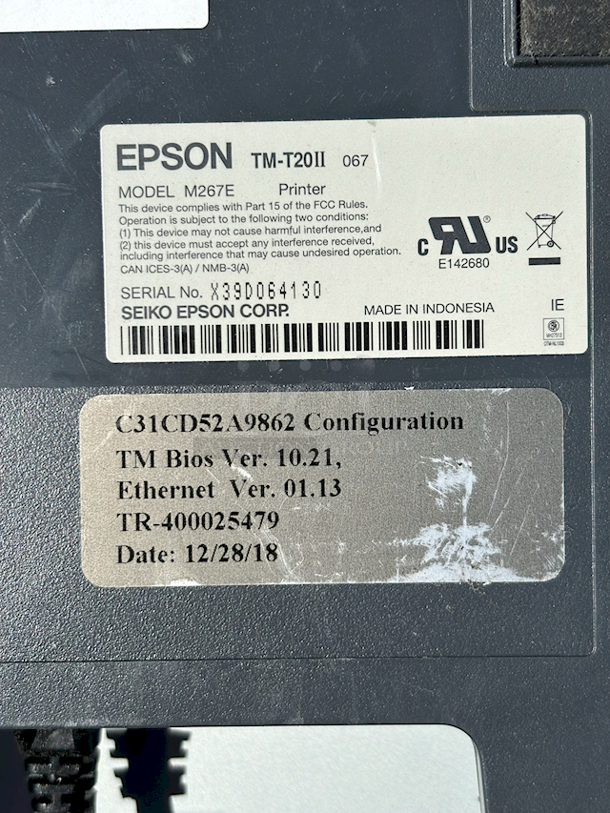 EPSON TM-T20II 067
MODEL M267E Printer
This device complies with Part 15 of the FCC Rules.
Operation is subject to the following two conditions:
(1) This device may not cause harmful interference,and
(2) this device must accept any interference received,
including interference that may cause undesired operation.
CAN ICES-3(A) / NMB-3(A)
C UR® US
E142680
SERIAL No. X39D064130
SEIKO EPSON CORP.
MADE IN INDONESIA
IE
C31CD52A9862 Configuration
TM Bios Ver. 10.21,
Ethernet Ver. 01.13
TR-400025479
Date: 12/28/18